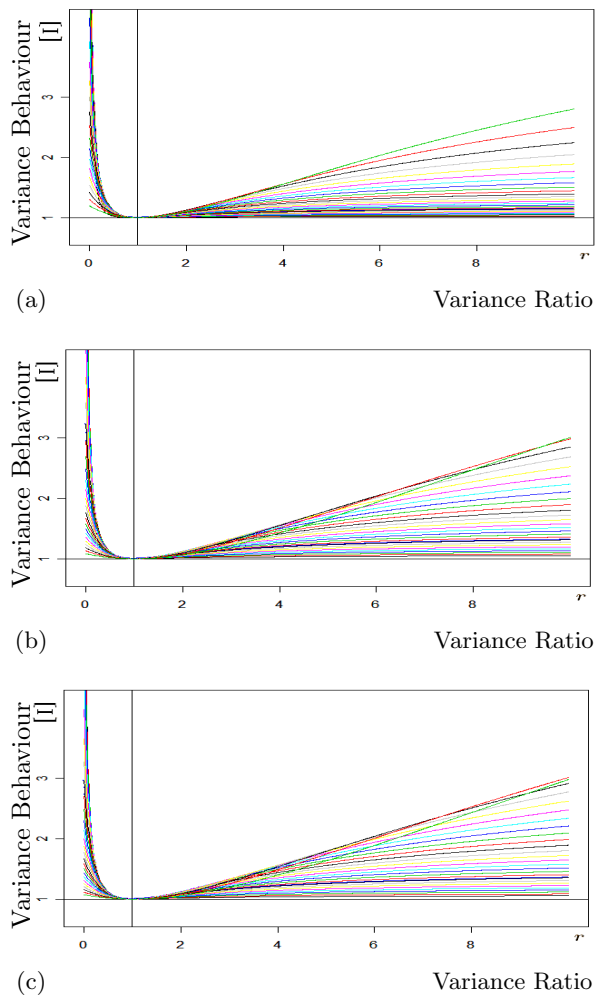 Variance Behaviour
[I]
3
2
1
0 2 4 6 8
r
(a) Variance Ratio
Variance Behaviour
[I]
3
2
1
0 2 4 6 8
r
(b) Variance Ratio
Variance Behaviour
[I]
3
2
1
0 2 4 6 8
r
(c) Variance Ratio